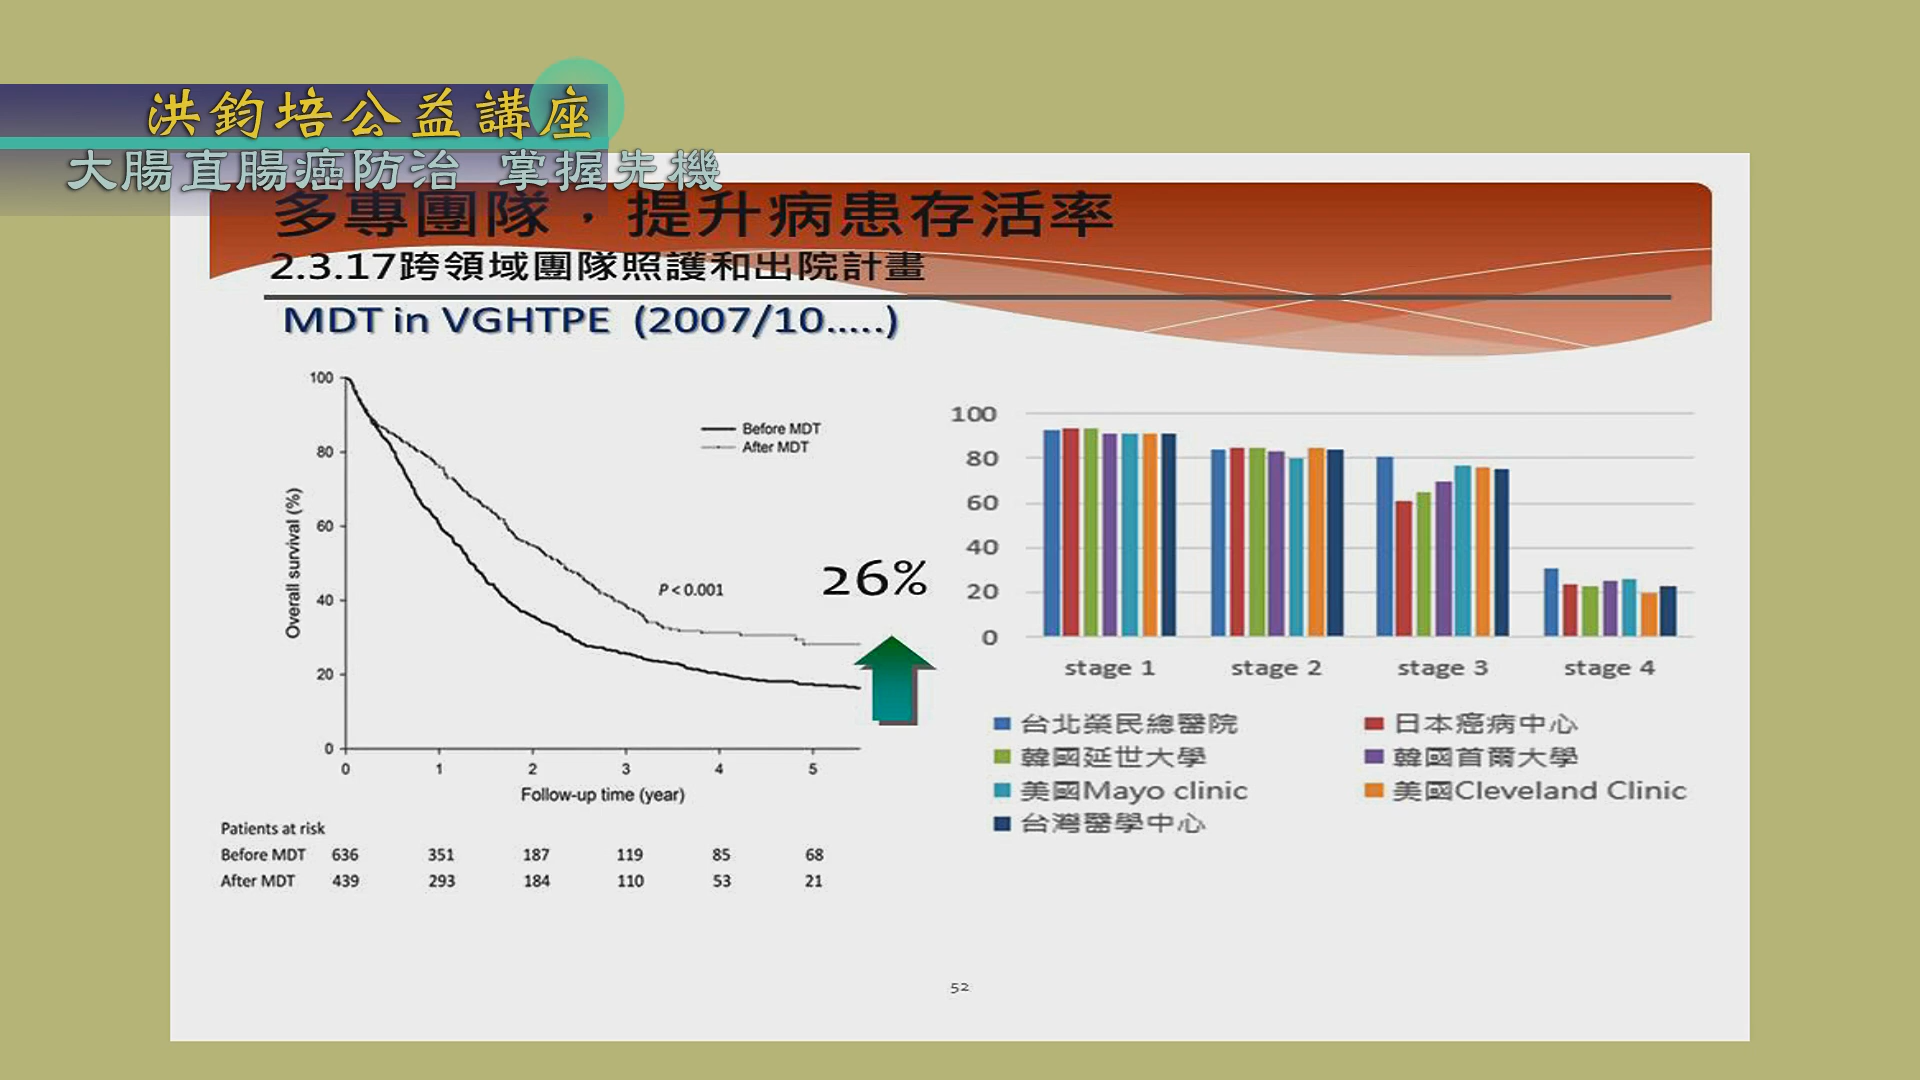 洪鈞培公益講座
大腸直腸癌防治 掌握先機
多專團隊，提升病患存活率
2.3.17跨領域團隊照護和出院計畫
MDT in VGHTPE (2007/10.....)
100
80
60
40
20
0
Overall survival (%)
Before MDT
After MDT
P < 0.001
26%
0 1 2 3 4 5
Follow-up time (year)
Patients at risk
Before MDT 636 351 187 119 85 68
After MDT 439 293 184 110 53 21
100
80
60
40
20
0
stage 1 stage 2 stage 3 stage 4
台北榮民總醫院 日本癌病中心
韓國延世大學 韓國首爾大學
美國Mayo clinic 美國Cleveland Clinic
台灣醫學中心
52